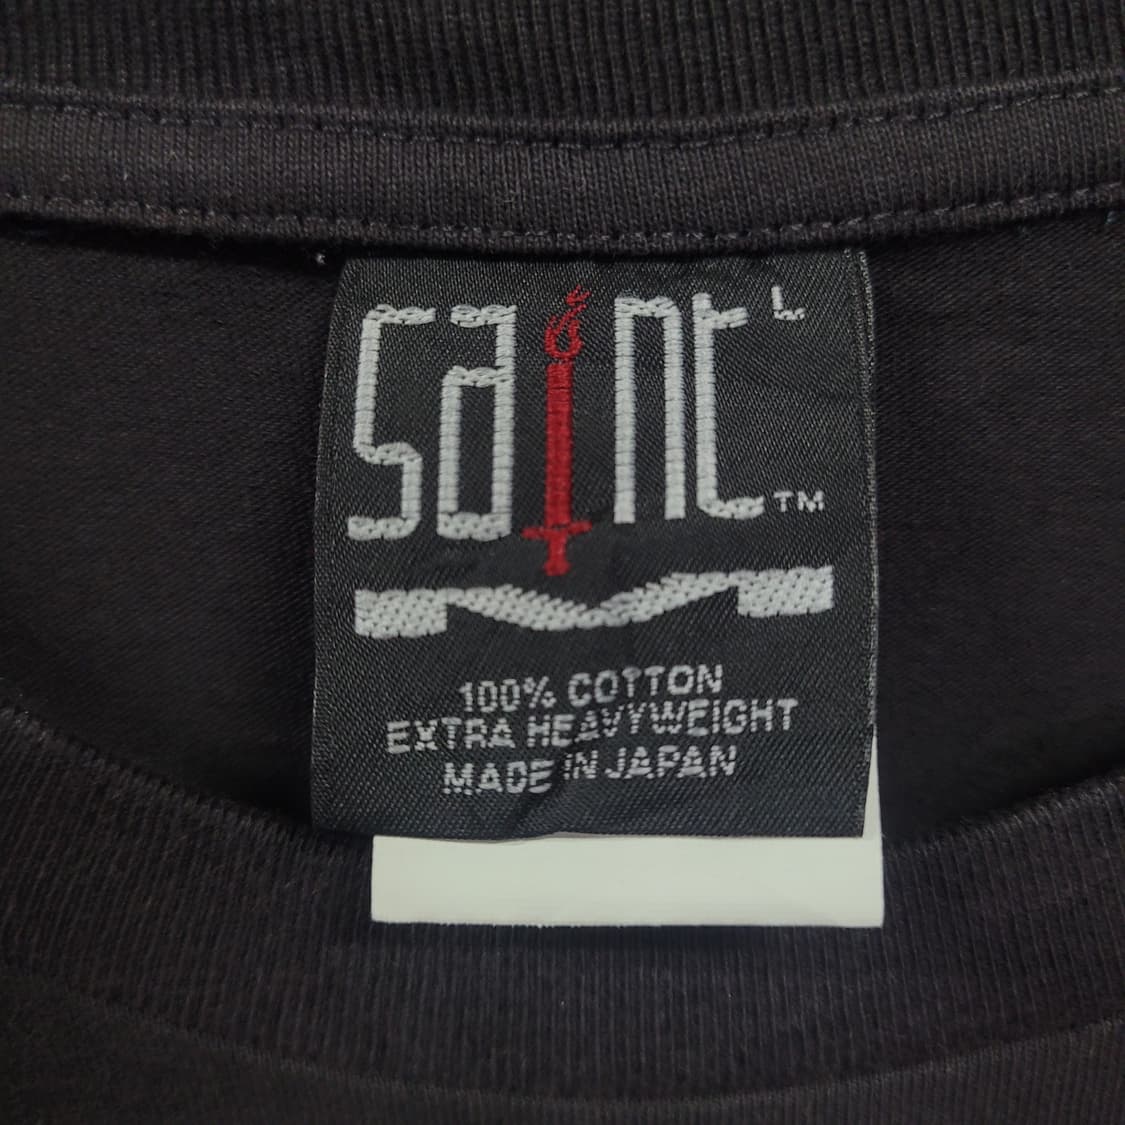 saint L
TM
100% COTTON
EXTRA HEAVYWEIGHT
MADE IN JAPAN